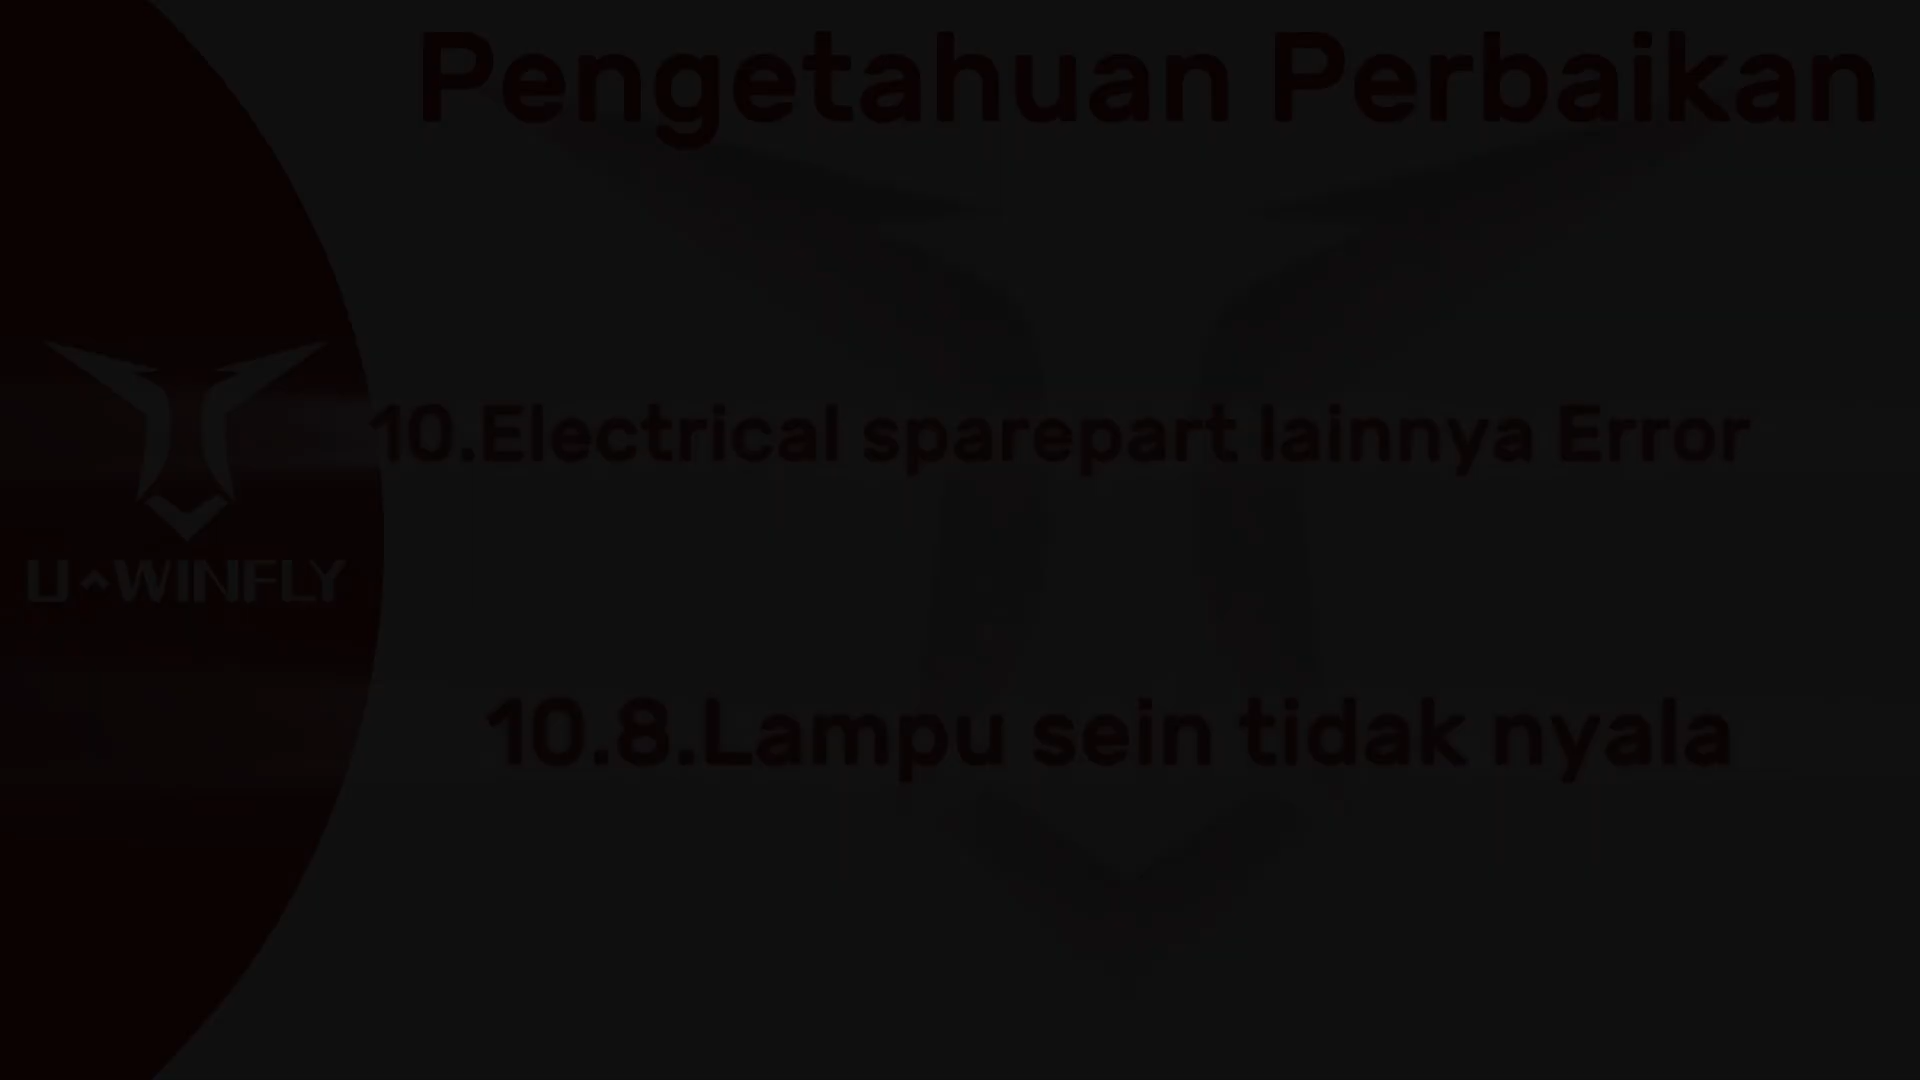 Pengetahuan Perbaikan
10.Electrical sparepart lainnya Error
U^WINFLY
10.8.Lampu sein tidak nyala